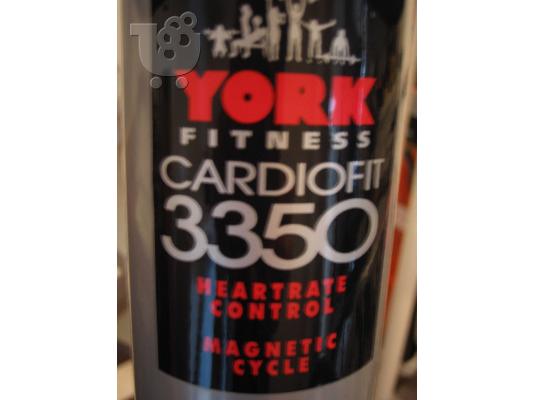 YORK
FITNESS
CARDIOFIT
3350
HEARTRATE
CONTROL
MAGNETIC
CYCLE